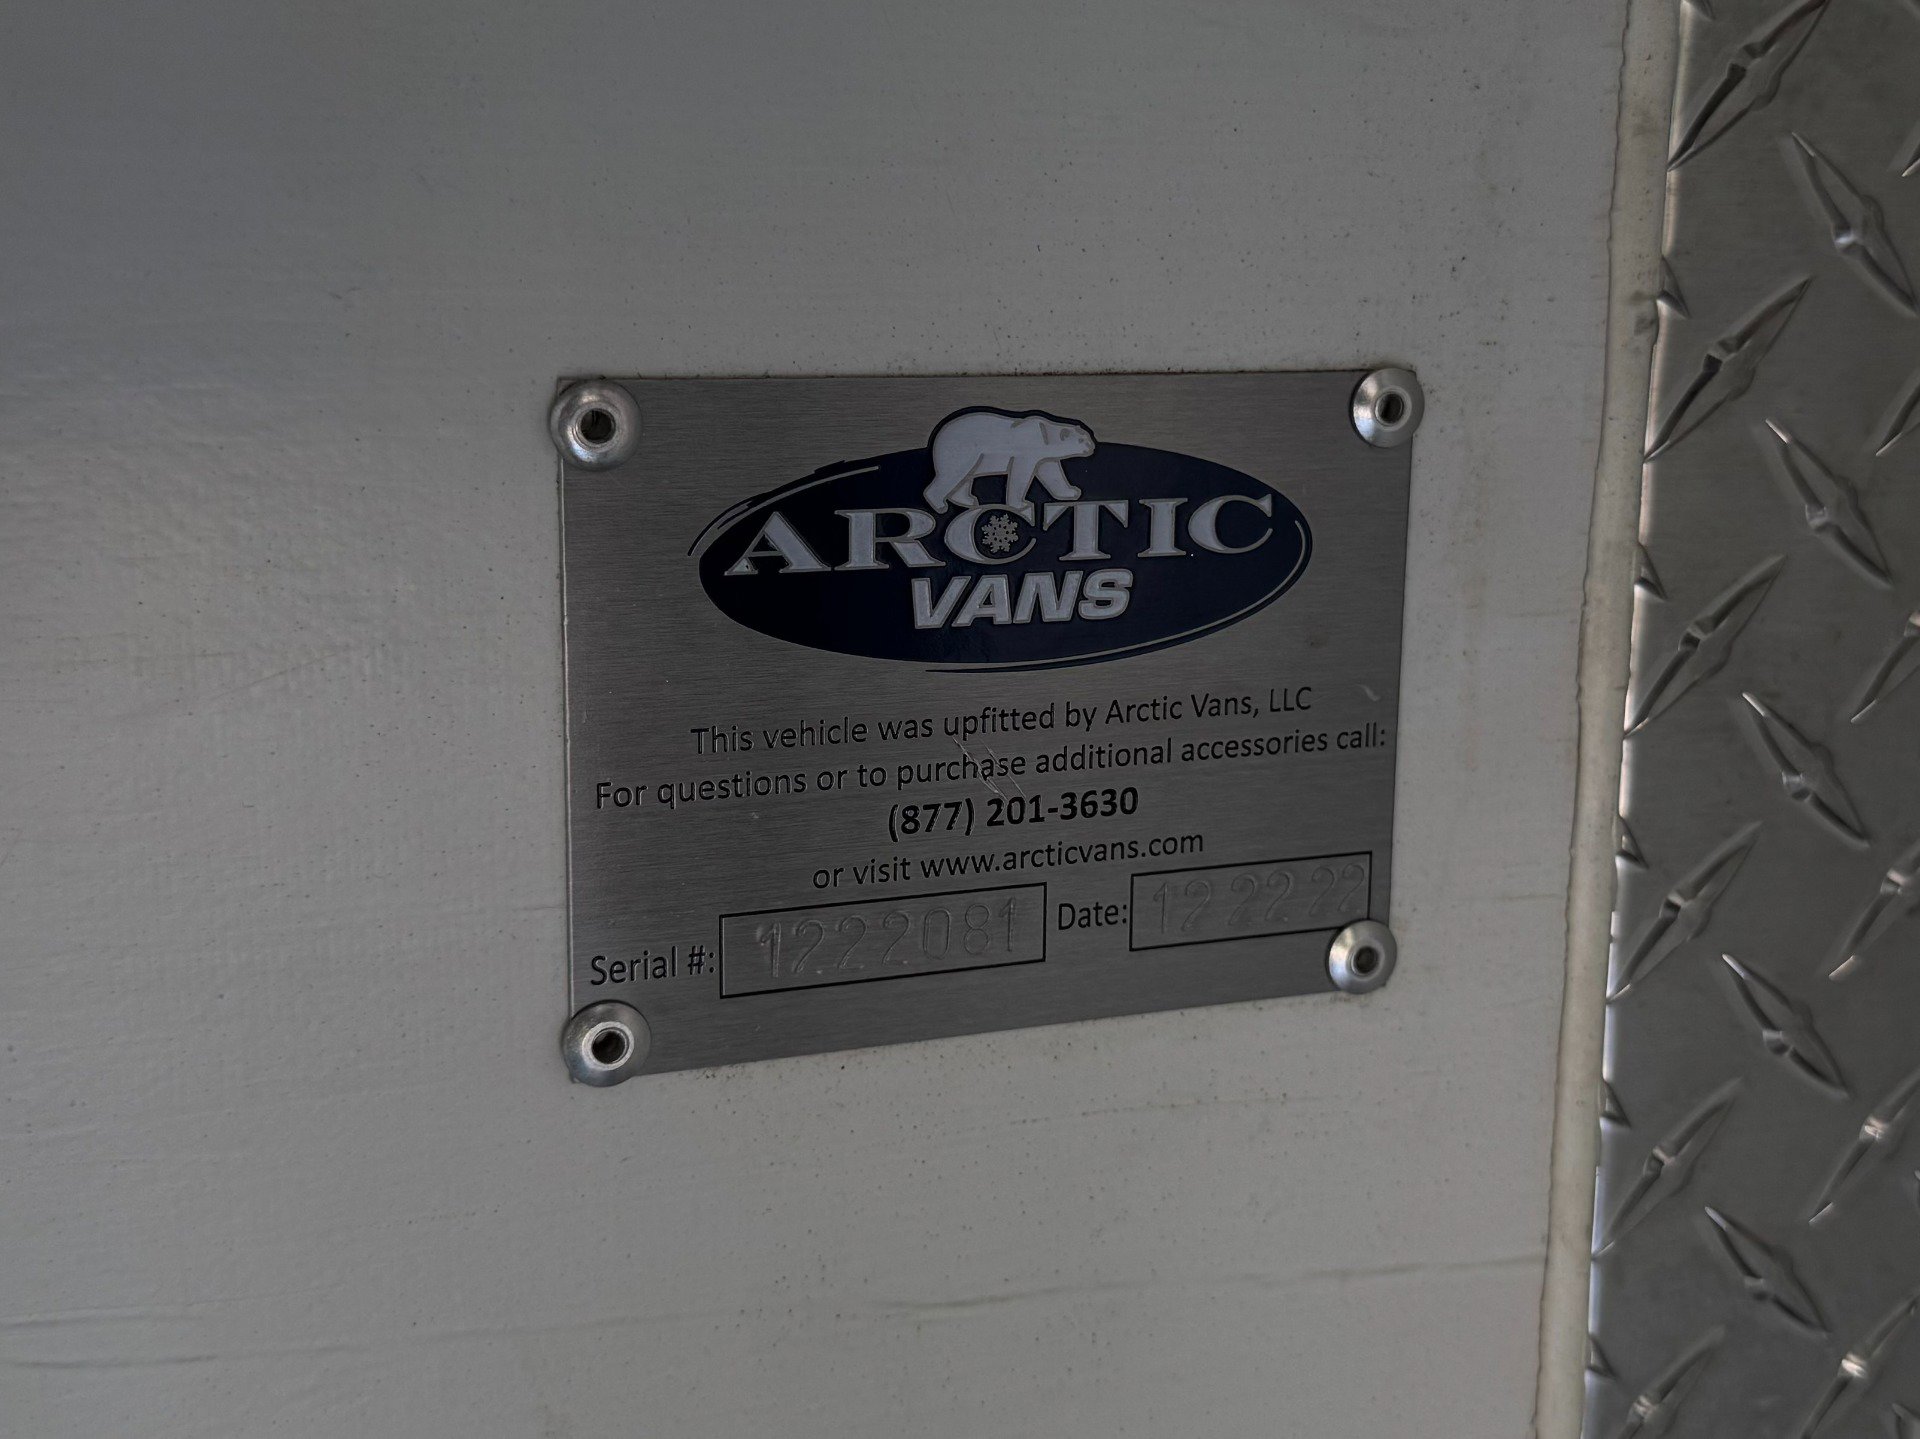 ARCTIC
VANS
This vehicle was upfitted by Arctic Vans, LLC
For questions or to purchase additional accessories call:
(877) 201-3630
or visit www.arcticvans.com
Serial #: 1222081 Date: 12 22 22